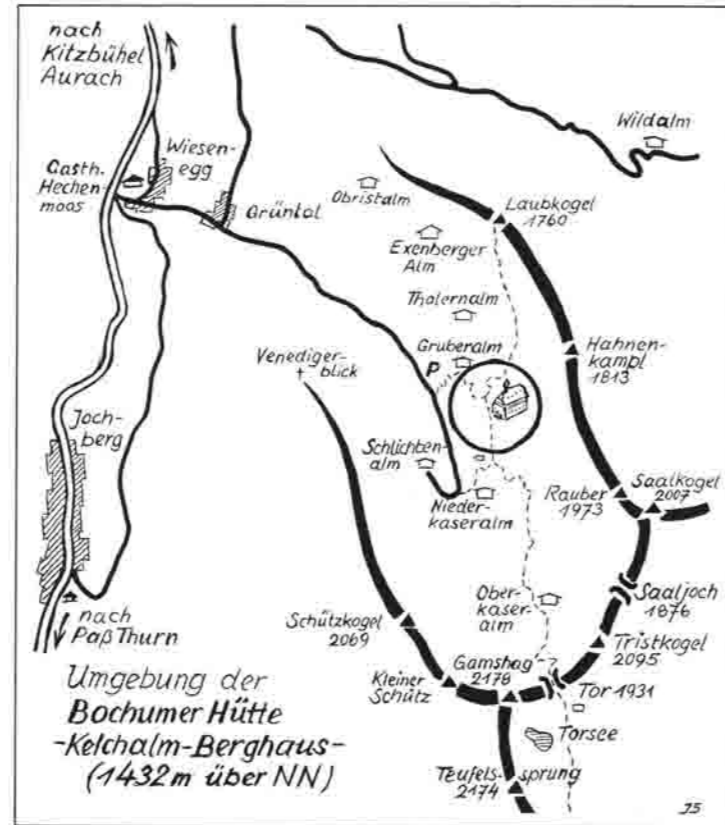 nach
Kitzbühel
Aurach
Wildalm
Wiesen-
egg
Gasth.
Hechen-
moos
Grüntal
Obristalm
Laubkogel
1760
Exenberger
Alm
Tholernalm
Gruberalm
Hahnen-
kampl
1813
Venediger-
blick
P
Joch-
berg
Schlichten-
alm
Nieder-
kaseralm
Rauber
1973
Saalkogel
2007
Ober-
kaser-
alm
Saaljoch
1876
Schützkogel
2069
Tristkogel
2095
Gamshag
2178
Kleiner
Schütz
Tor 1931
Torsee
Teufels-
sprung
2174
nach
Paß Thurn
Umgebung der
Bochumer Hütte
-Kelchalm-Berghaus-
(1432m über NN)